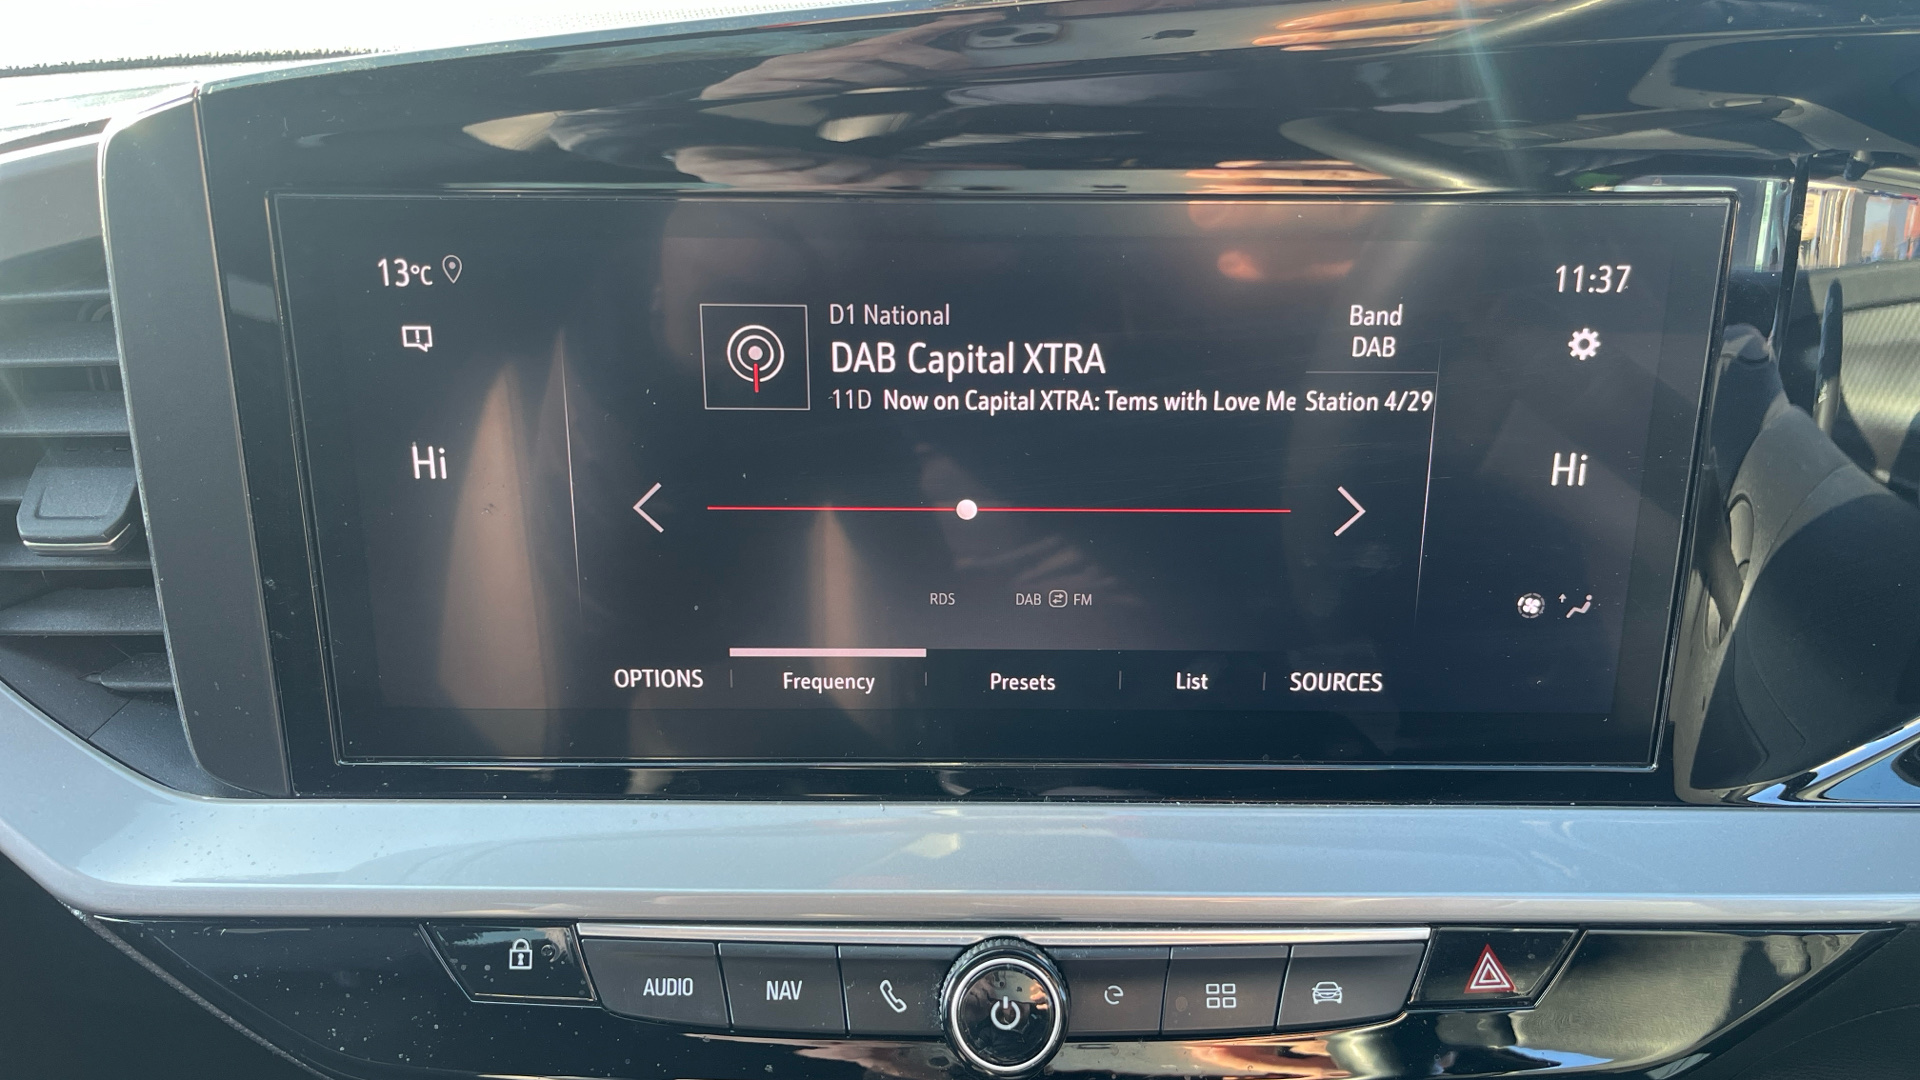 13°C
11:37
D1 National
DAB Capital XTRA
11D Now on Capital XTRA: Tems with Love Me
Band
DAB
Station 4/29
Hi
Hi
RDS
DAB FM
OPTIONS
Frequency
Presets
List
SOURCES
AUDIO
NAV